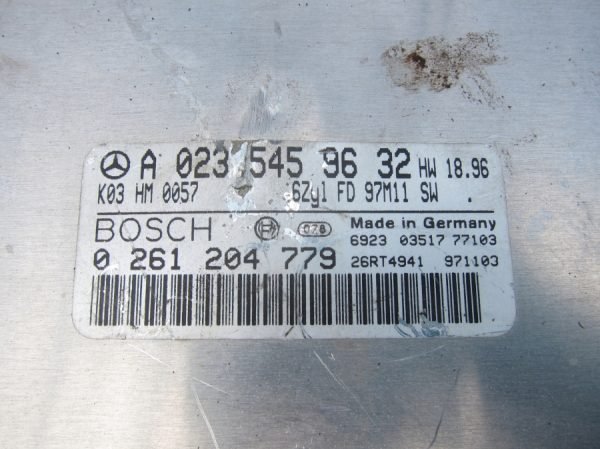 A 023 545 96 32 HW 18.96
K03 HM 0057 6Zyl FD 97M11 SW .
BOSCH 078 Made in Germany
6923 03517 77103
0 261 204 779 26RT4941 971103